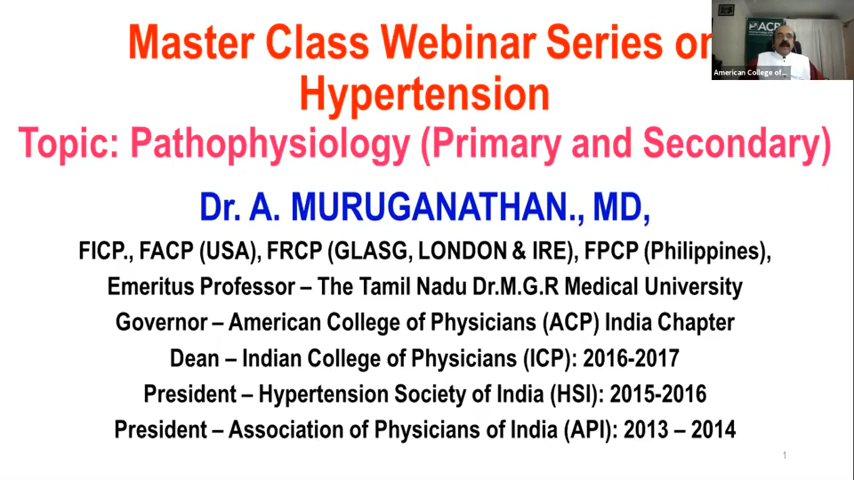 Master Class Webinar Series on
Hypertension
Topic: Pathophysiology (Primary and Secondary)
Dr. A. MURUGANATHAN., MD,
FICP., FACP (USA), FRCP (GLASG, LONDON & IRE), FPCP (Philippines),
Emeritus Professor – The Tamil Nadu Dr.M.G.R Medical University
Governor – American College of Physicians (ACP) India Chapter
Dean – Indian College of Physicians (ICP): 2016-2017
President – Hypertension Society of India (HSI): 2015-2016
President – Association of Physicians of India (API): 2013 – 2014
1
ACP
American College of...